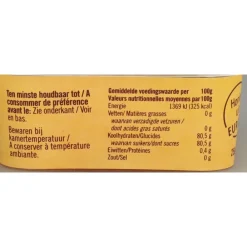 Ten minste houdbaar tot / A
consommer de préférence
avant le: Zie onderkant / Voir
en bas.
Bewaren bij
kamertemperatuur /
A conserver à température
ambiante.
Gemiddelde voedingswaarde per 100g
Valeurs nutritionnelles moyennes par 100g
Energie 1369 kJ (325 kcal)
Vetten/ Matières grasses 0 g
waarvan verzadigde vetzuren /
dont acides gras saturés 0 g
Koolhydraten/Glucides 80,5 g
waarvan suikers/dont sucres 80,5 g
Eiwitten/Protéines 0,4 g
Zout/Sel 0 g